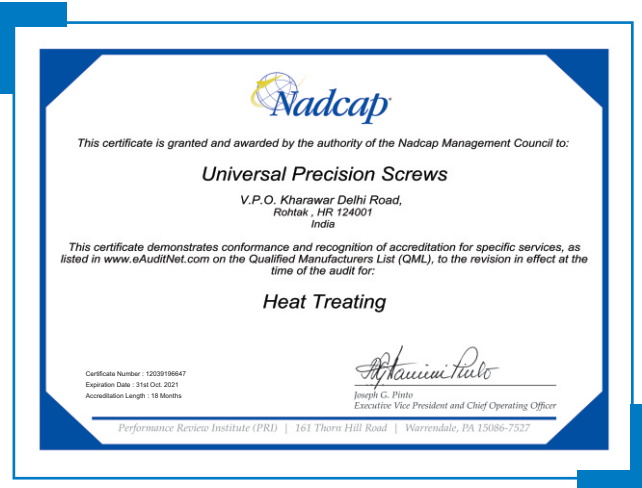 Nadcap
This certificate is granted and awarded by the authority of the Nadcap Management Council to:
Universal Precision Screws
V.P.O. Kharawar Delhi Road,
Rohtak , HR 124001
India
This certificate demonstrates conformance and recognition of accreditation for specific services, as
listed in www.eAuditNet.com on the Qualified Manufacturers List (QML), to the revision in effect at the
time of the audit for:
Heat Treating
Certificate Number : 12039196647
Expiration Date : 31st Oct. 2021
Accreditation Length : 18 Months
Joseph G. Pinto
Executive Vice President and Chief Operating Officer
Performance Review Institute (PRI) | 161 Thorn Hill Road | Warrendale, PA 15086-7527